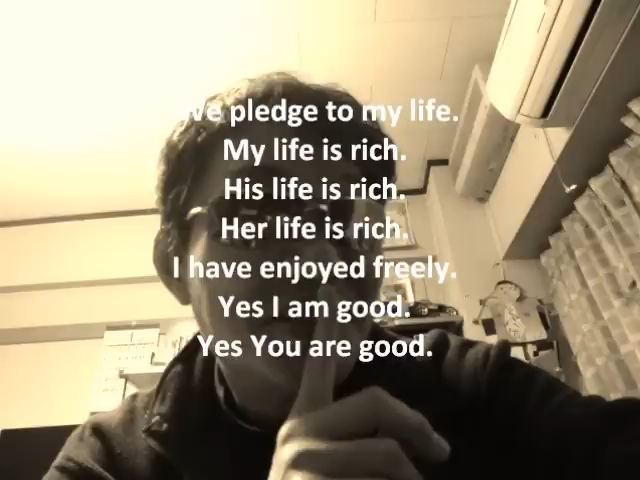 We pledge to my life.
My life is rich.
His life is rich.
Her life is rich.
I have enjoyed freely.
Yes I am good.
Yes You are good.